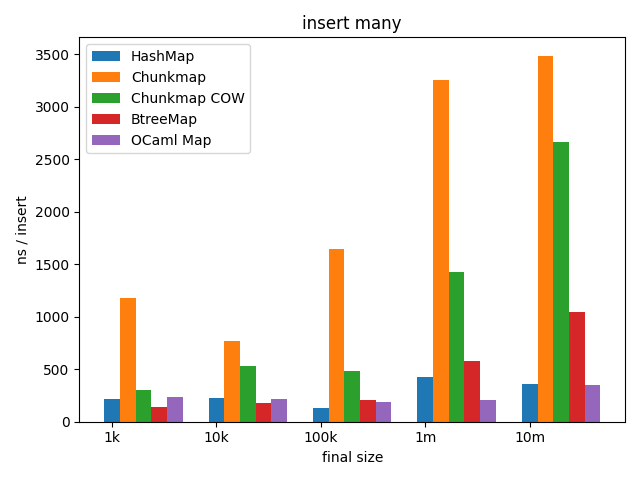 insert many
HashMap
Chunkmap
Chunkmap COW
BtreeMap
OCaml Map
ns / insert
3500
3000
2500
2000
1500
1000
500
0
1k 10k 100k 1m 10m
final size